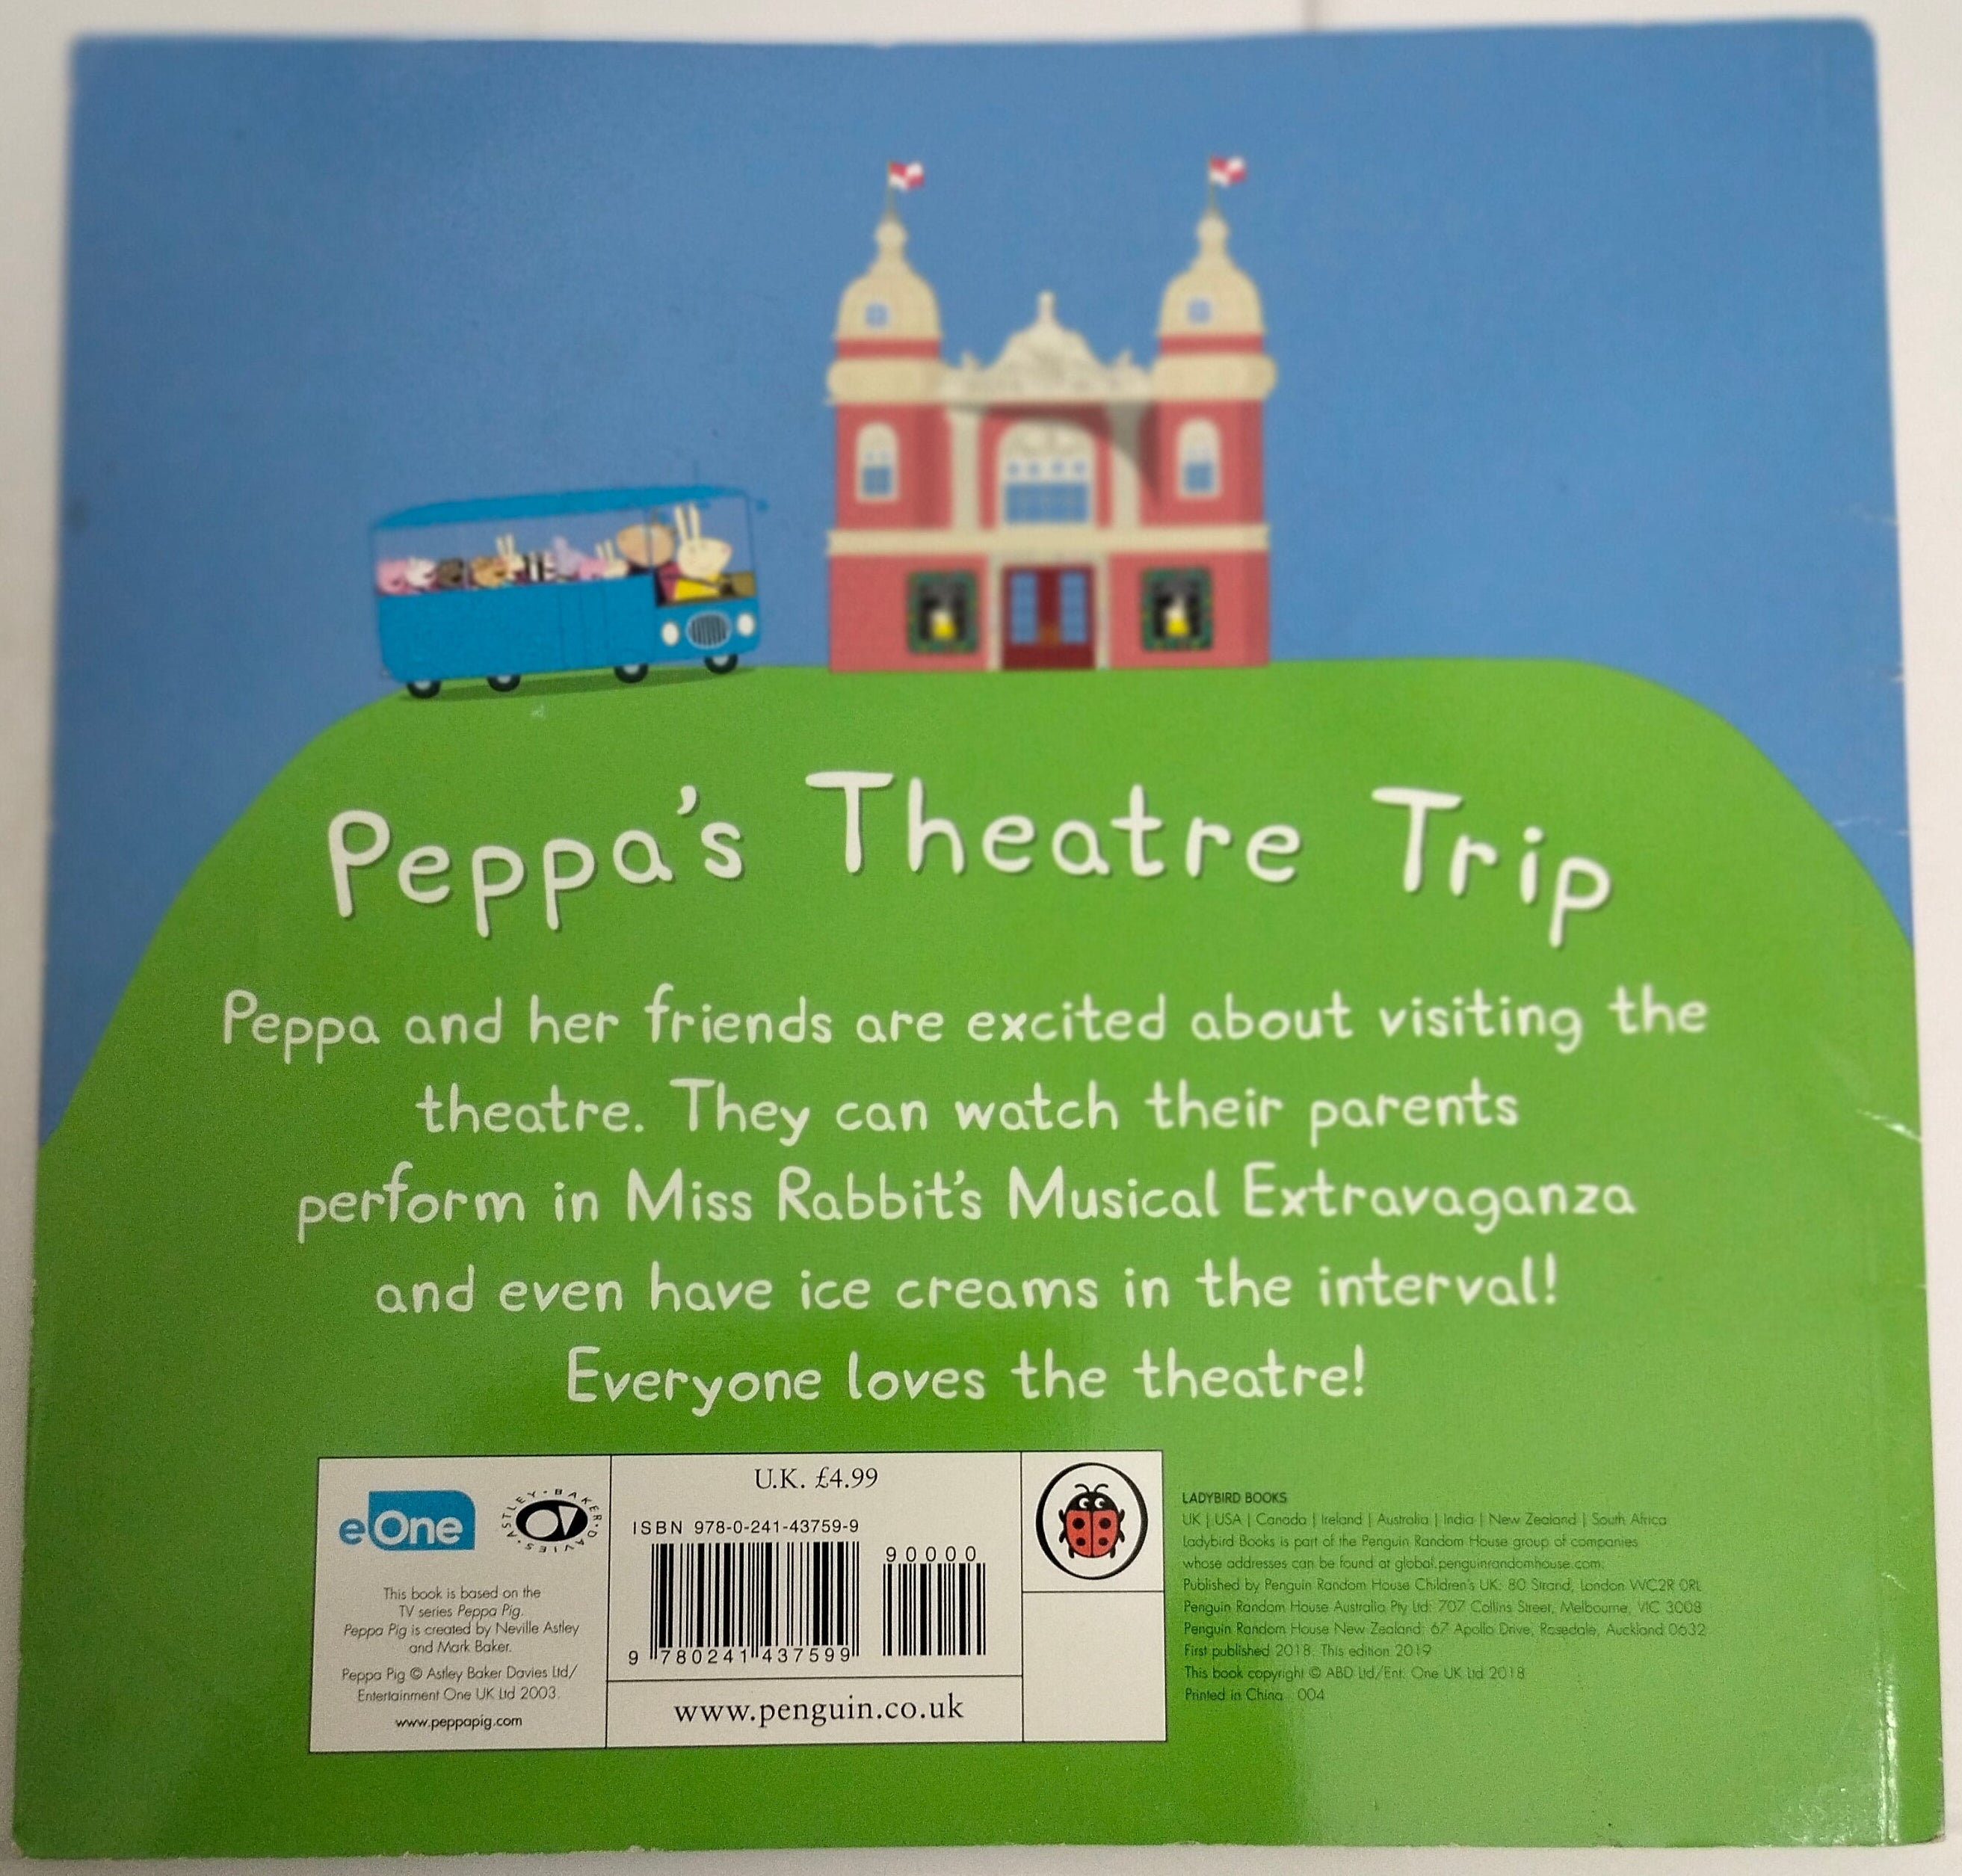 Peppa's Theatre Trip
Peppa and her friends are excited about visiting the
theatre. They can watch their parents
perform in Miss Rabbit's Musical Extravaganza
and even have ice creams in the interval!
Everyone loves the theatre!
eOne
ASTLEY · BAKER · DAVIES ·
This book is based on the
TV series Peppa Pig.
Peppa Pig is created by Neville Astley
and Mark Baker.
Peppa Pig © Astley Baker Davies Ltd/
Entertainment One UK Ltd 2003.
www.peppapig.com
U.K. £4.99
ISBN 978-0-241-43759-9
90000
9 780241 437599
www.penguin.co.uk
LADYBIRD BOOKS
UK | USA | Canada | Ireland | Australia | India | New Zealand | South Africa
Ladybird Books is part of the Penguin Random House group of companies
whose addresses can be found at global.penguinrandomhouse.com.
Published by Penguin Random House Children's UK: 80 Strand, London WC2R 0RL
Penguin Random House Australia Pty Ltd: 707 Collins Street, Melbourne, VIC 3008
Penguin Random House New Zealand: 67 Apollo Drive, Rosedale, Auckland 0632
First published 2018. This edition 2019
This book copyright © ABD Ltd/Ent. One UK Ltd 2018
Printed in China 004